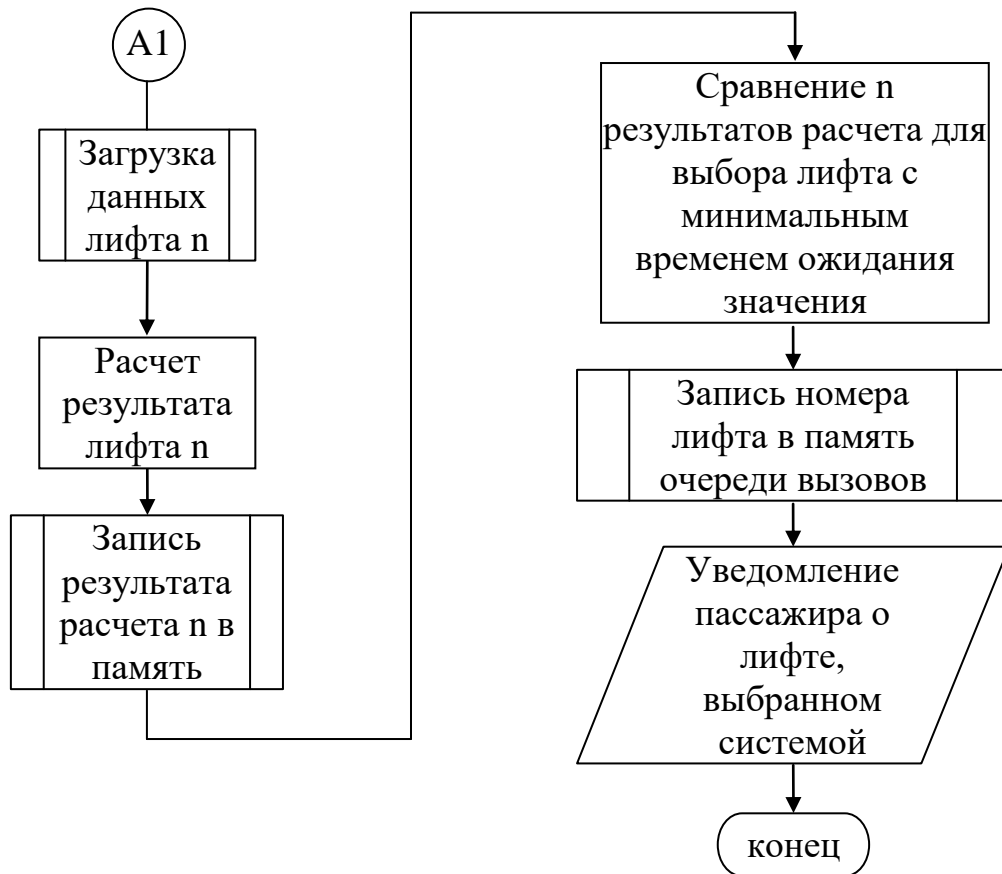 А1
Загрузка
данных
лифта n
Расчет
результата
лифта n
Запись
результата
расчета n в
память
Сравнение n
результатов расчета для
выбора лифта с
минимальным
временем ожидания
значения
Запись номера
лифта в память
очереди вызовов
Уведомление
пассажира о
лифте,
выбранном
системой
конец